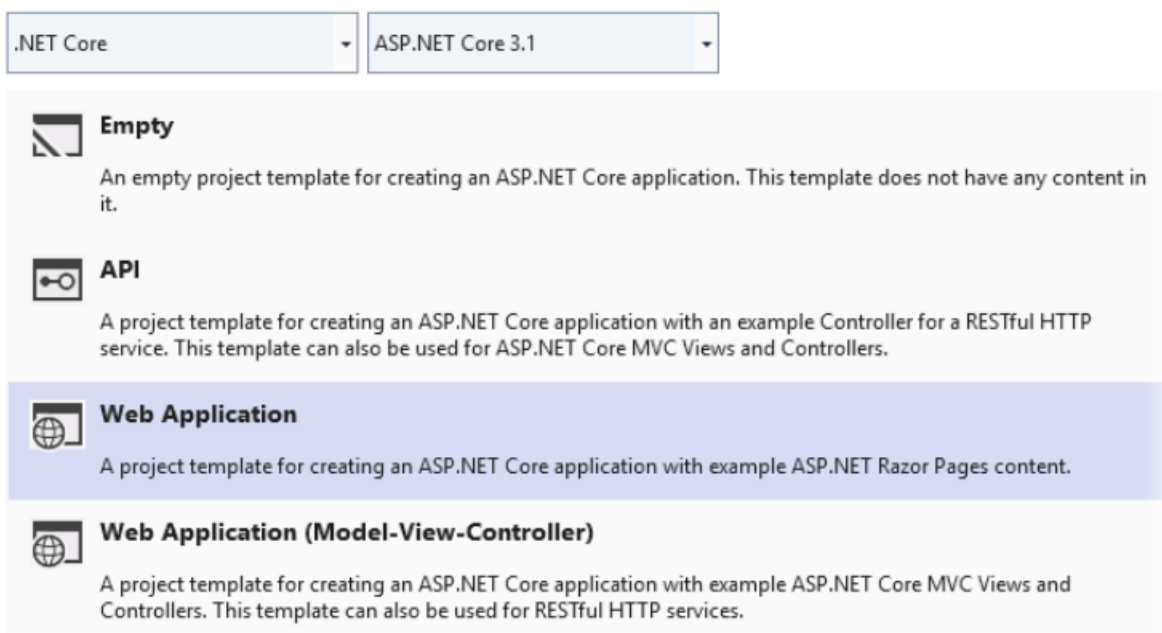 .NET Core
ASP.NET Core 3.1
Empty
An empty project template for creating an ASP.NET Core application. This template does not have any content in
it.
API
A project template for creating an ASP.NET Core application with an example Controller for a RESTful HTTP
service. This template can also be used for ASP.NET Core MVC Views and Controllers.
Web Application
A project template for creating an ASP.NET Core application with example ASP.NET Razor Pages content.
Web Application (Model-View-Controller)
A project template for creating an ASP.NET Core application with example ASP.NET Core MVC Views and
Controllers. This template can also be used for RESTful HTTP services.